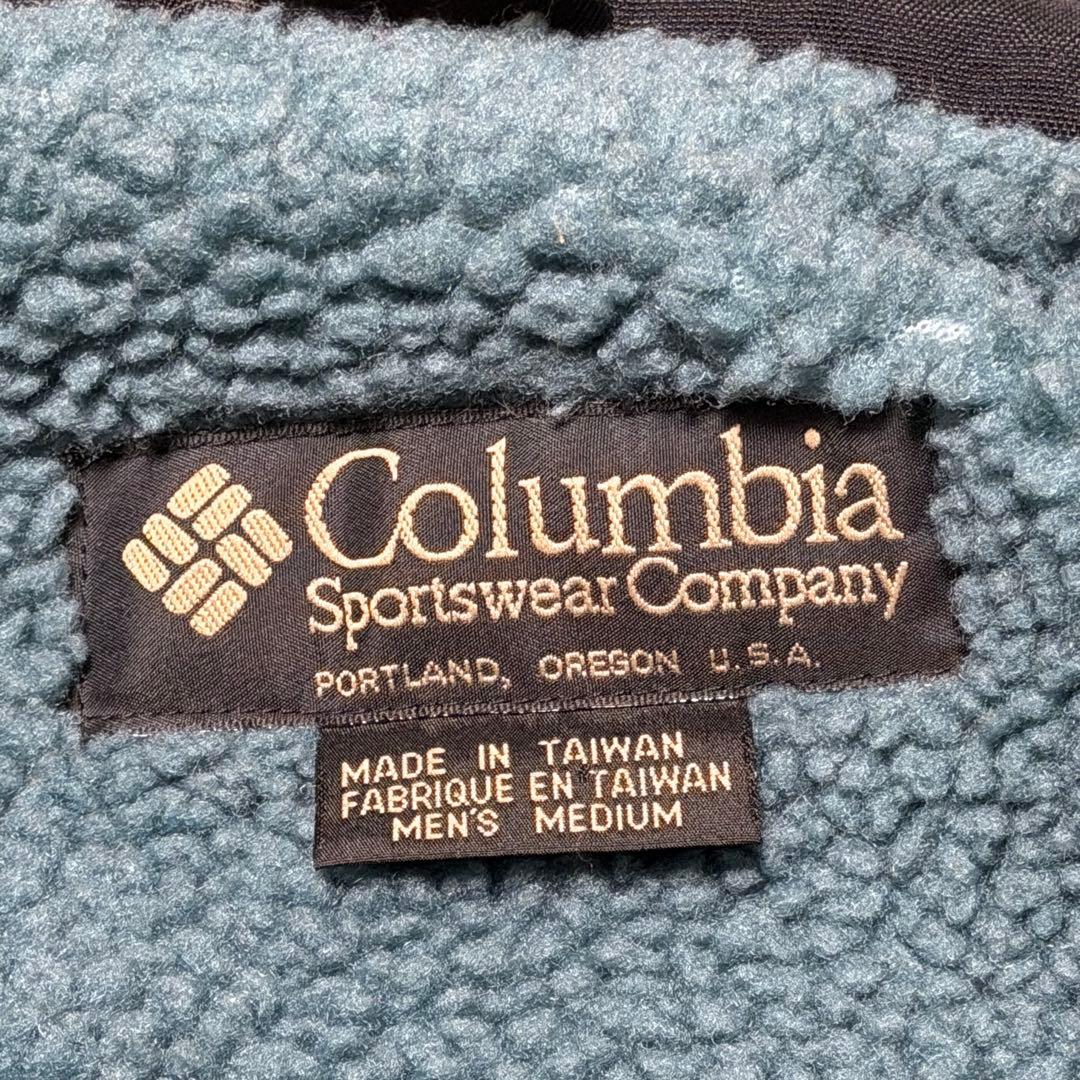 Columbia
Sportswear Company
PORTLAND, OREGON U.S.A.
MADE IN TAIWAN
FABRIQUE EN TAIWAN
MEN'S MEDIUM